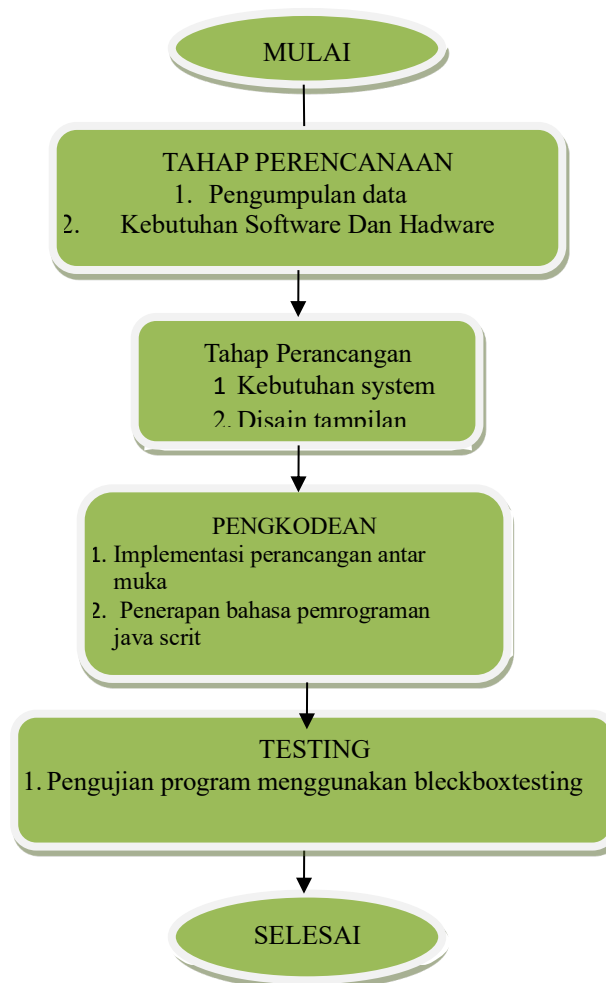 MULAI
TAHAP PERENCANAAN
1. Pengumpulan data
2. Kebutuhan Software Dan Hadware
Tahap Perancangan
1 Kebutuhan system
2. Disain tampilan
PENGKODEAN
1. Implementasi perancangan antar
muka
2. Penerapan bahasa pemrograman
java scrit
TESTING
1. Pengujian program menggunakan bleckboxtesting
SELESAI